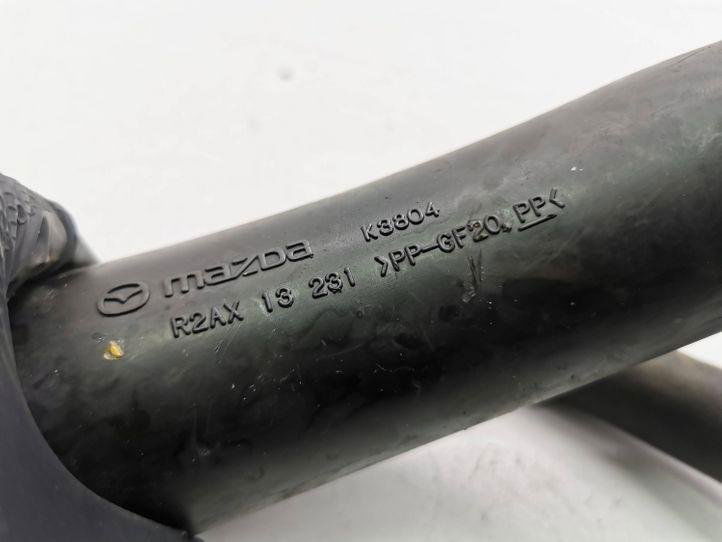 mazda K3804
R2AX 13 231 >PP-GF20,PP<